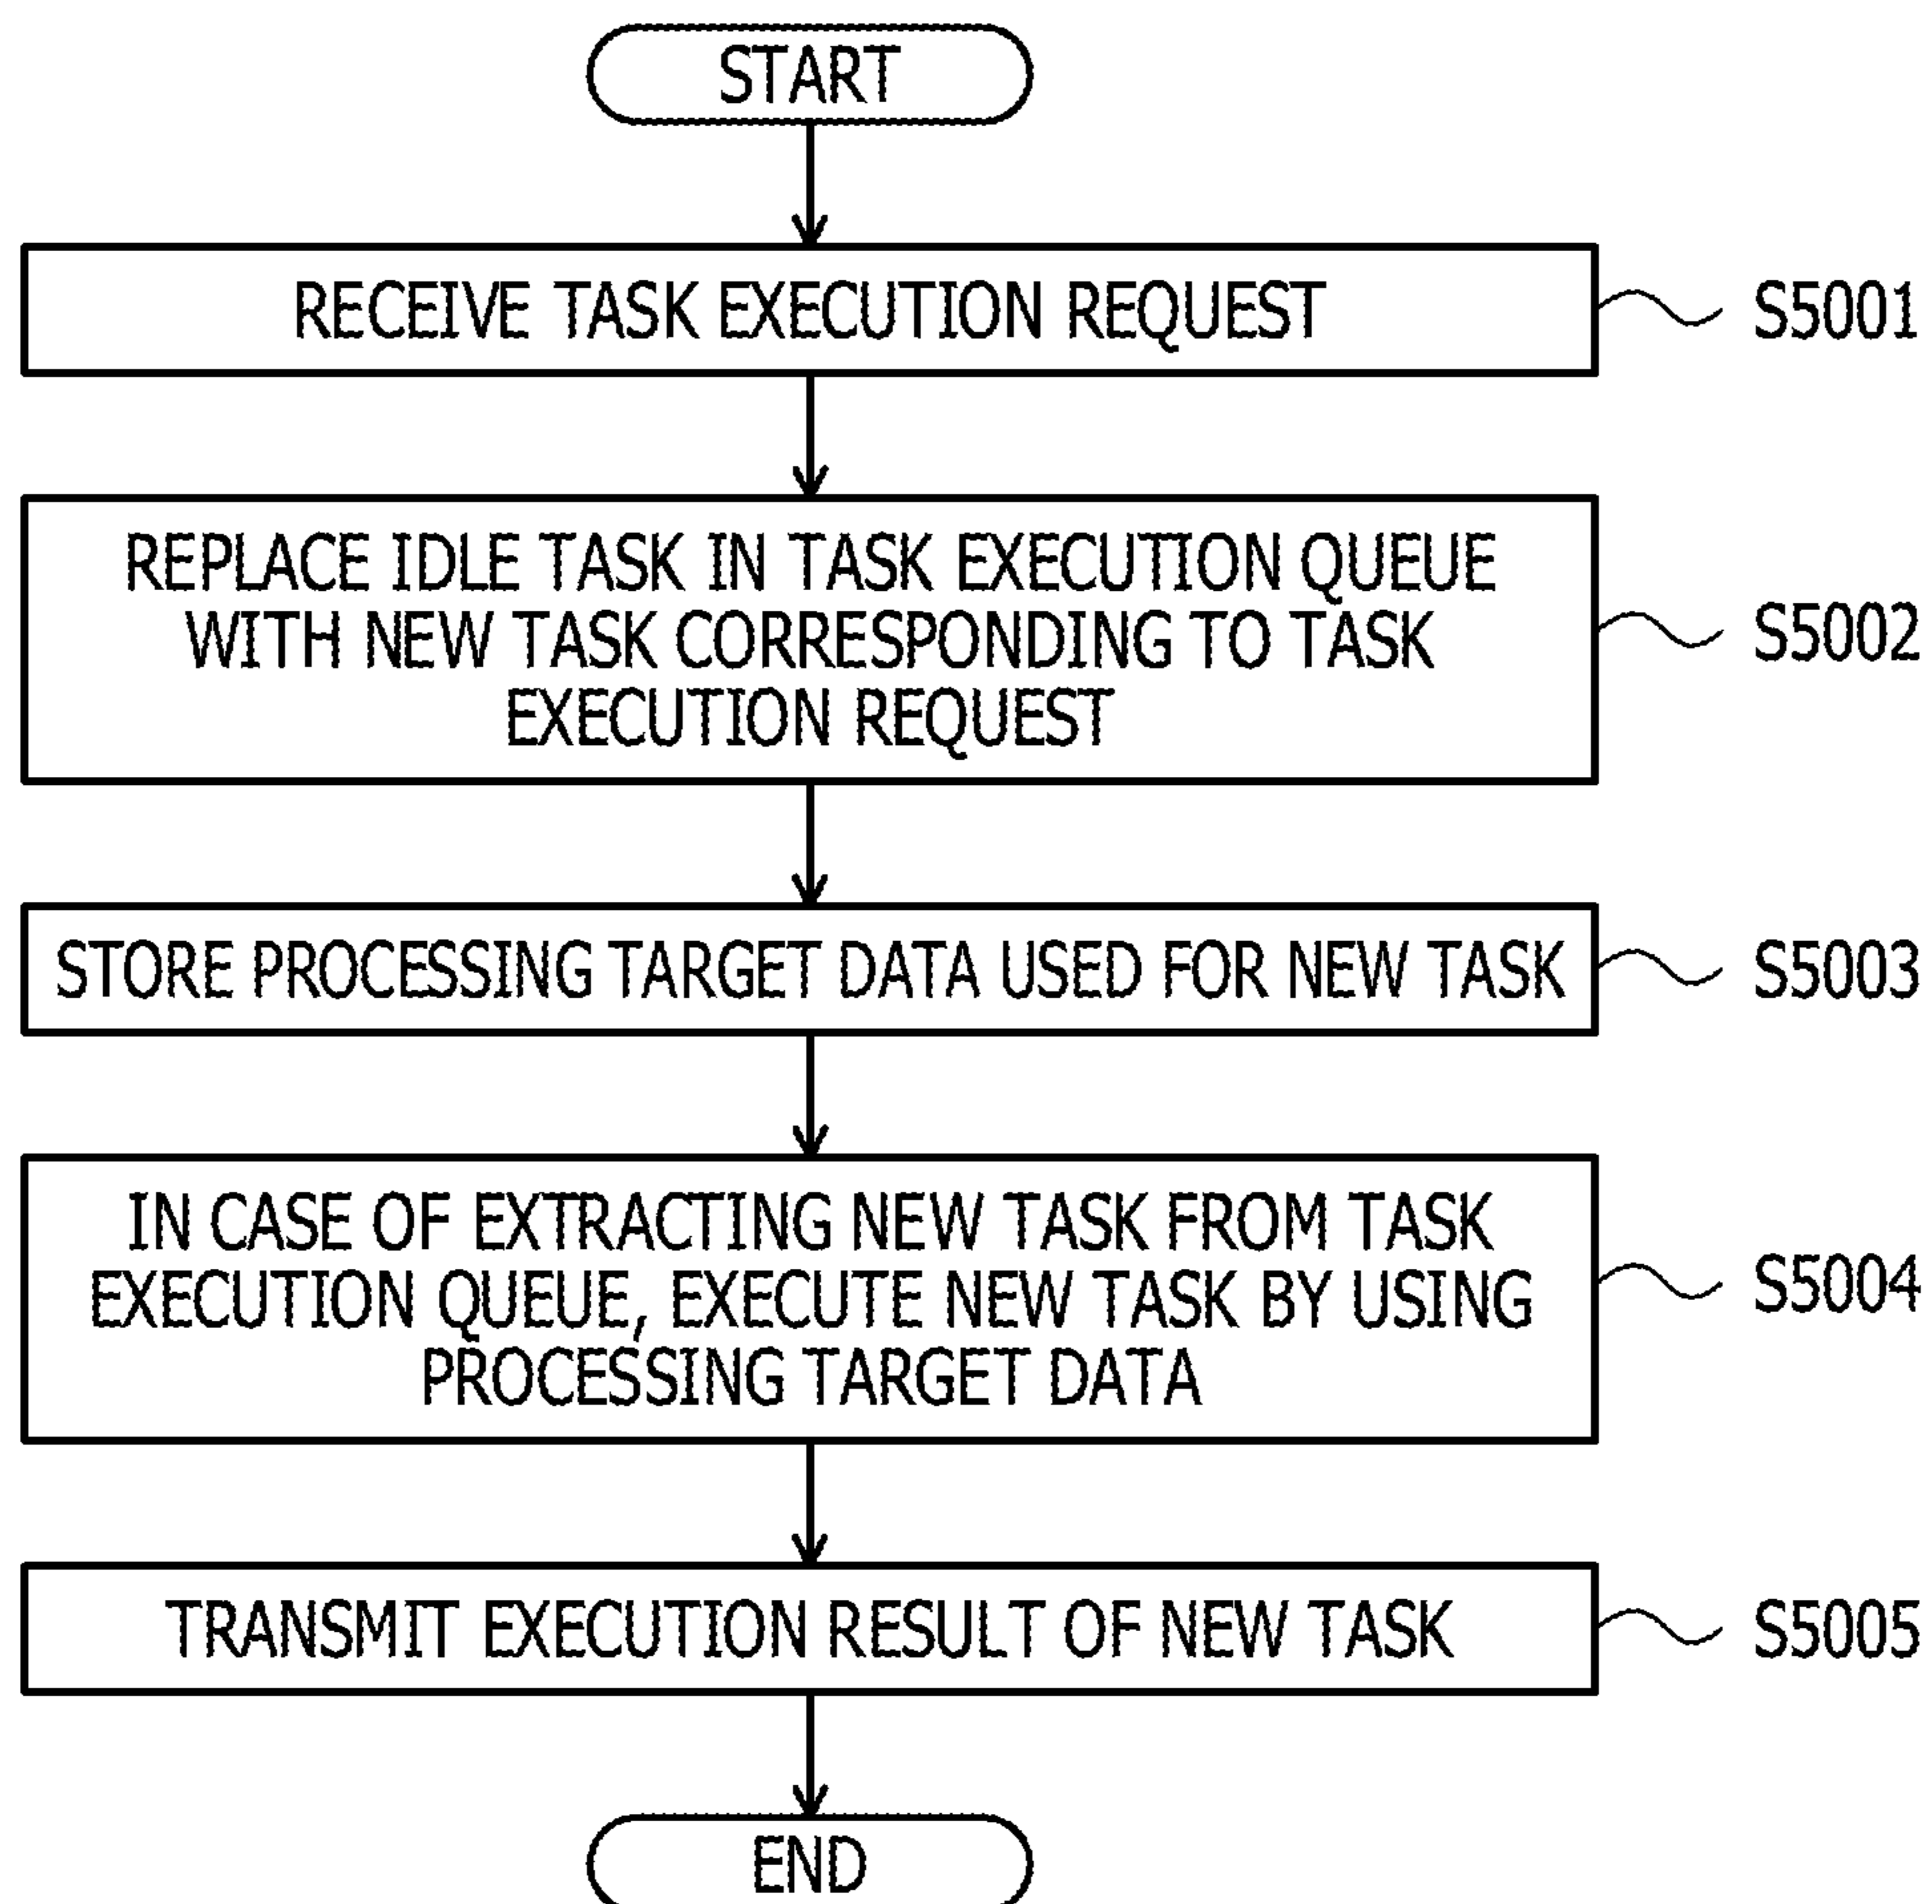 START
RECEIVE TASK EXECUTION REQUEST
S5001
REPLACE IDLE TASK IN TASK EXECUTION QUEUE
WITH NEW TASK CORRESPONDING TO TASK
EXECUTION REQUEST
S5002
STORE PROCESSING TARGET DATA USED FOR NEW TASK
S5003
IN CASE OF EXTRACTING NEW TASK FROM TASK
EXECUTION QUEUE, EXECUTE NEW TASK BY USING
PROCESSING TARGET DATA
S5004
TRANSMIT EXECUTION RESULT OF NEW TASK
S5005
END